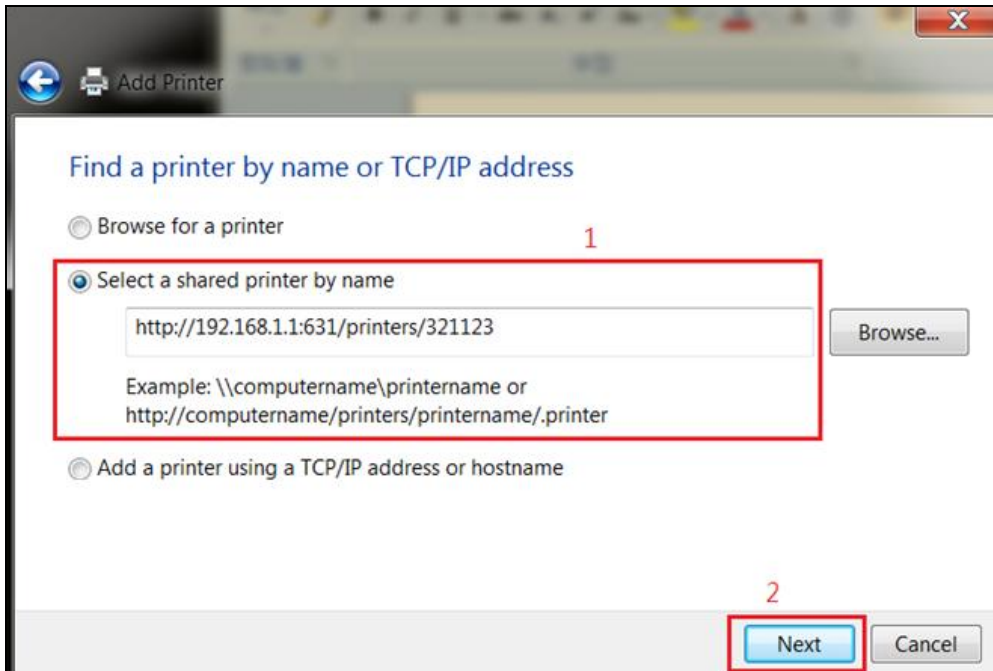 Add Printer
Find a printer by name or TCP/IP address
Browse for a printer
1
Select a shared printer by name
http://192.168.1.1:631/printers/321123
Browse...
Example: \\computername\printername or
http://computername/printers/printername/.printer
Add a printer using a TCP/IP address or hostname
2
Next
Cancel